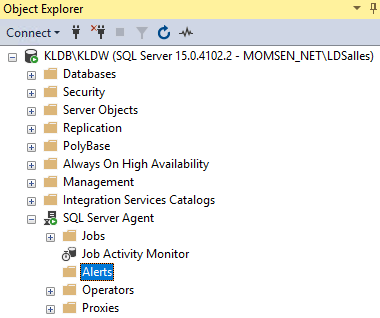 Object Explorer
Connect
KLDB\KLDW (SQL Server 15.0.4102.2 - MOMSEN_NET\LDSalles)
Databases
Security
Server Objects
Replication
PolyBase
Always On High Availability
Management
Integration Services Catalogs
SQL Server Agent
Jobs
Job Activity Monitor
Alerts
Operators
Proxies